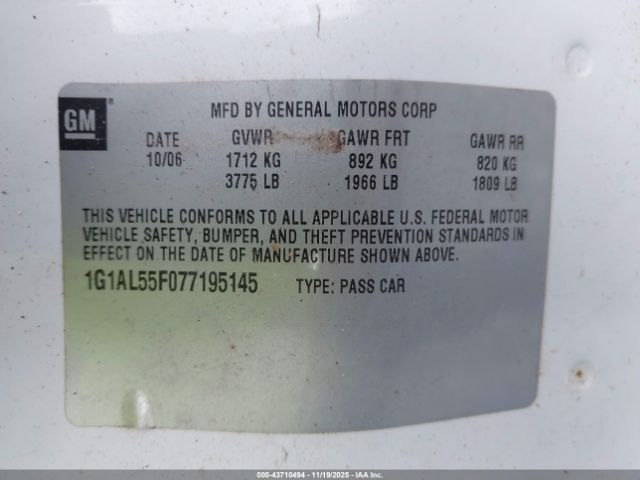 GM
MFD BY GENERAL MOTORS CORP
DATE GVWR GAWR FRT GAWR RR
10/06 1712 KG 892 KG 820 KG
3775 LB 1966 LB 1809 LB
THIS VEHICLE CONFORMS TO ALL APPLICABLE U.S. FEDERAL MOTOR
VEHICLE SAFETY, BUMPER, AND THEFT PREVENTION STANDARDS IN
EFFECT ON THE DATE OF MANUFACTURE SHOWN ABOVE.
1G1AL55F077195145 TYPE: PASS CAR
000-43710494 - 11/19/2025 - IAA Inc.